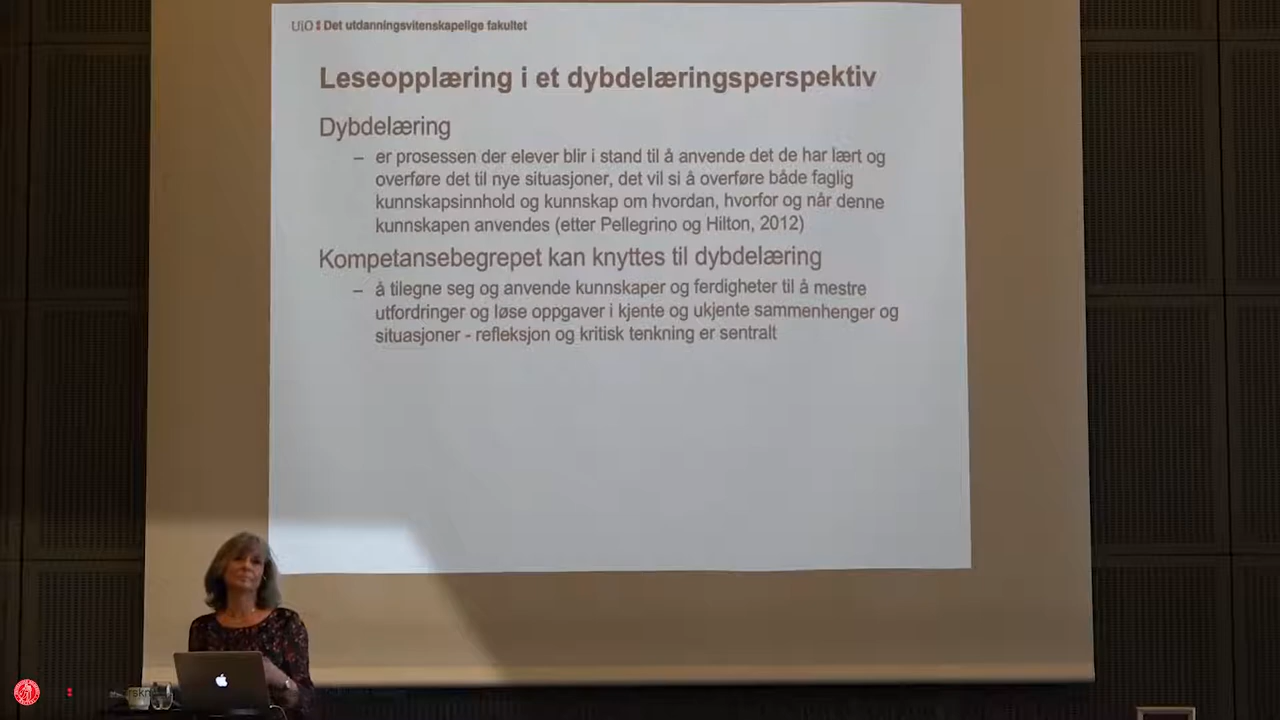 UiO Det utdanningsvitenskapelige fakultet
Leseopplæring i et dybdelæringsperspektiv
Dybdelæring
– er prosessen der elever blir i stand til å anvende det de har lært og
overføre det til nye situasjoner, det vil si å overføre både faglig
kunnskapsinnhold og kunnskap om hvordan, hvorfor og når denne
kunnskapen anvendes (etter Pellegrino og Hilton, 2012)
Kompetansebegrepet kan knyttes til dybdelæring
– å tilegne seg og anvende kunnskaper og ferdigheter til å mestre
utfordringer og løse oppgaver i kjente og ukjente sammenhenger og
situasjoner - refleksjon og kritisk tenkning er sentralt